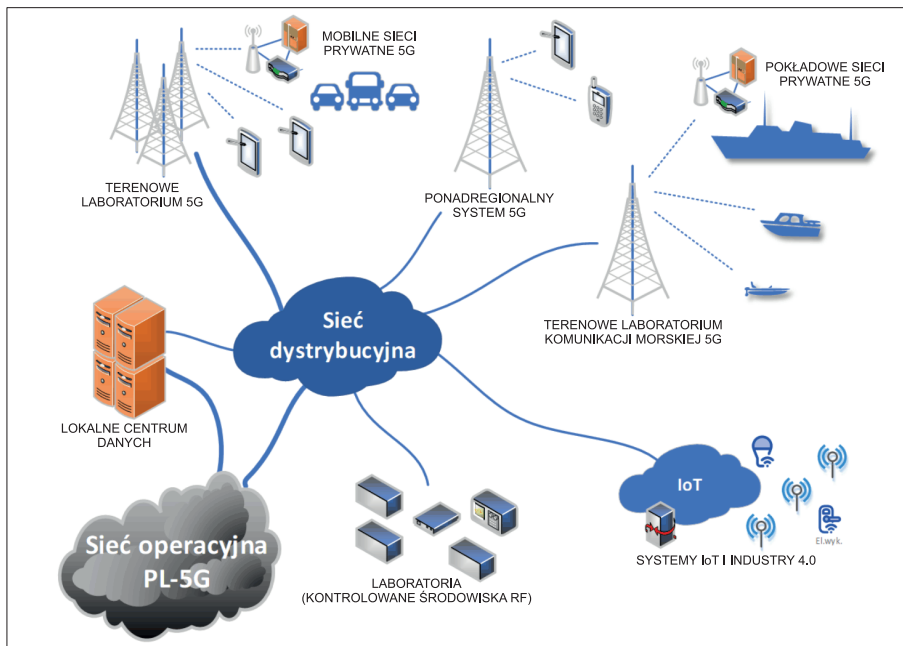 MOBILNE SIECI
PRYWATNE 5G
POKŁADOWE SIECI
PRYWATNE 5G
TERENOWE
LABORATORIUM 5G
PONADREGIONALNY
SYSTEM 5G
TERENOWE LABORATORIUM
KOMUNIKACJI MORSKIEJ 5G
Sieć
dystrybucyjna
LOKALNE CENTRUM
DANYCH
Sieć operacyjna
PL-5G
LABORATORIA
(KONTROLOWANE ŚRODOWISKA RF)
IoT
El.wyk.
SYSTEMY IoT I INDUSTRY 4.0